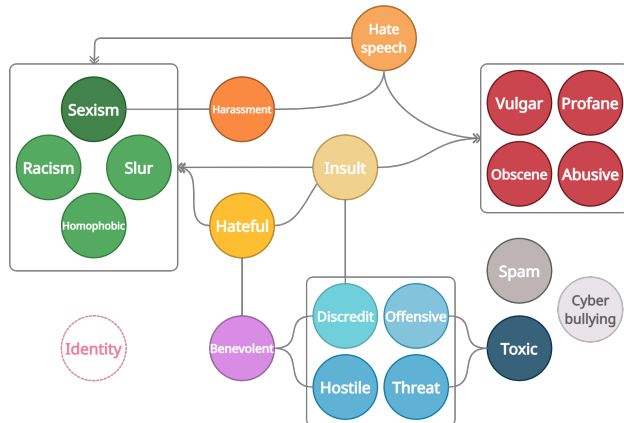 Hate
speech
Sexism
Harassment
Vulgar
Profane
Racism
Slur
Insult
Obscene
Abusive
Homophobic
Hateful
Spam
Cyber
bullying
Discredit
Offensive
Identity
Benevolent
Toxic
Hostile
Threat